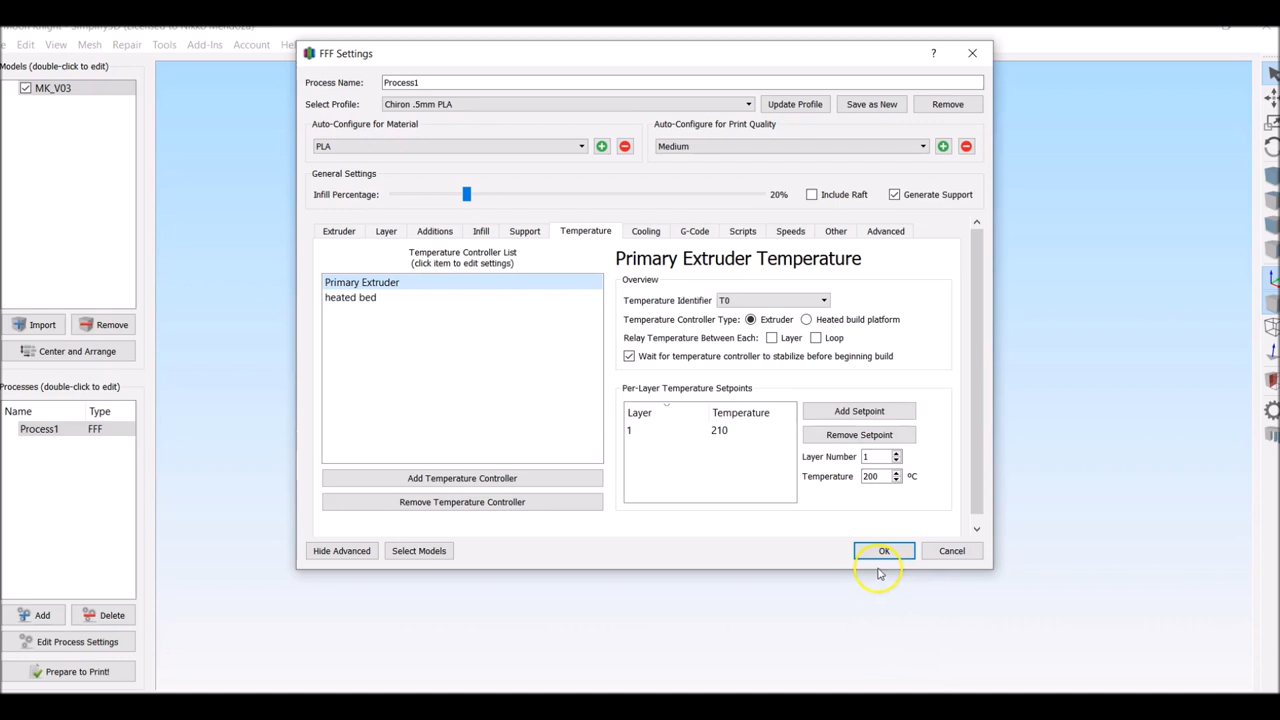 Moon Knight - Simplify3D (Licensed to Nikko Mendoza)
Edit View Mesh Repair Tools Add-Ins Account
Models (double-click to edit)
MK_V03
Import Remove
Center and Arrange
Processes (double-click to edit)
Name Type
Process1 FFF
Add Delete
Edit Process Settings
Prepare to Print!
FFF Settings
?
Process Name: Process1
Select Profile: Chiron .5mm PLA Update Profile Save as New Remove
Auto-Configure for Material
PLA
Auto-Configure for Print Quality
Medium
General Settings
Infill Percentage: 20% Include Raft Generate Support
Extruder Layer Additions Infill Support Temperature Cooling G-Code Scripts Speeds Other Advanced
Temperature Controller List
(click item to edit settings)
Primary Extruder
heated bed
Add Temperature Controller
Remove Temperature Controller
Primary Extruder Temperature
Overview
Temperature Identifier T0
Temperature Controller Type: Extruder Heated build platform
Relay Temperature Between Each: Layer Loop
Wait for temperature controller to stabilize before beginning build
Per-Layer Temperature Setpoints
Layer Temperature
1 210
Add Setpoint
Remove Setpoint
Layer Number 1
Temperature 200 ºC
Hide Advanced Select Models OK Cancel